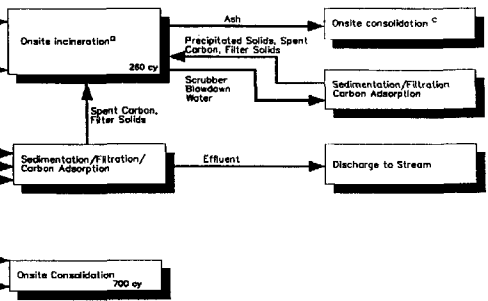 Ash
Onsite consolidation c
Onsite incineration a
Precipitated Solids, Spent
Carbon, Filter Solids
260 cy
Scrubber
Blowdown
Water
Sedimentation/Filtration
Carbon Adsorption
Spent Carbon,
Filter Solids
Sedimentation/Filtration/
Carbon Adsorption
Effluent
Discharge to Stream
Onsite Consolidation
700 cy